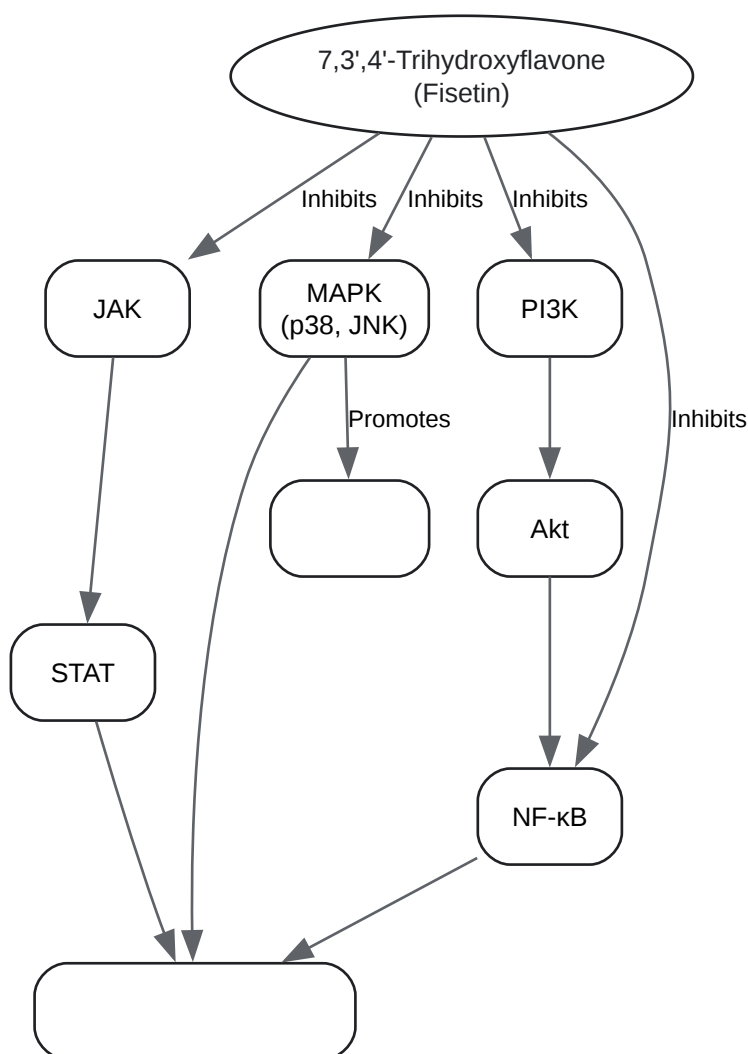 7,3',4'-Trihydroxyflavone
(Fisetin)
Inhibits
Inhibits
Inhibits
JAK
MAPK
(p38, JNK)
PI3K
Promotes
Inhibits
Akt
STAT
NF-κB